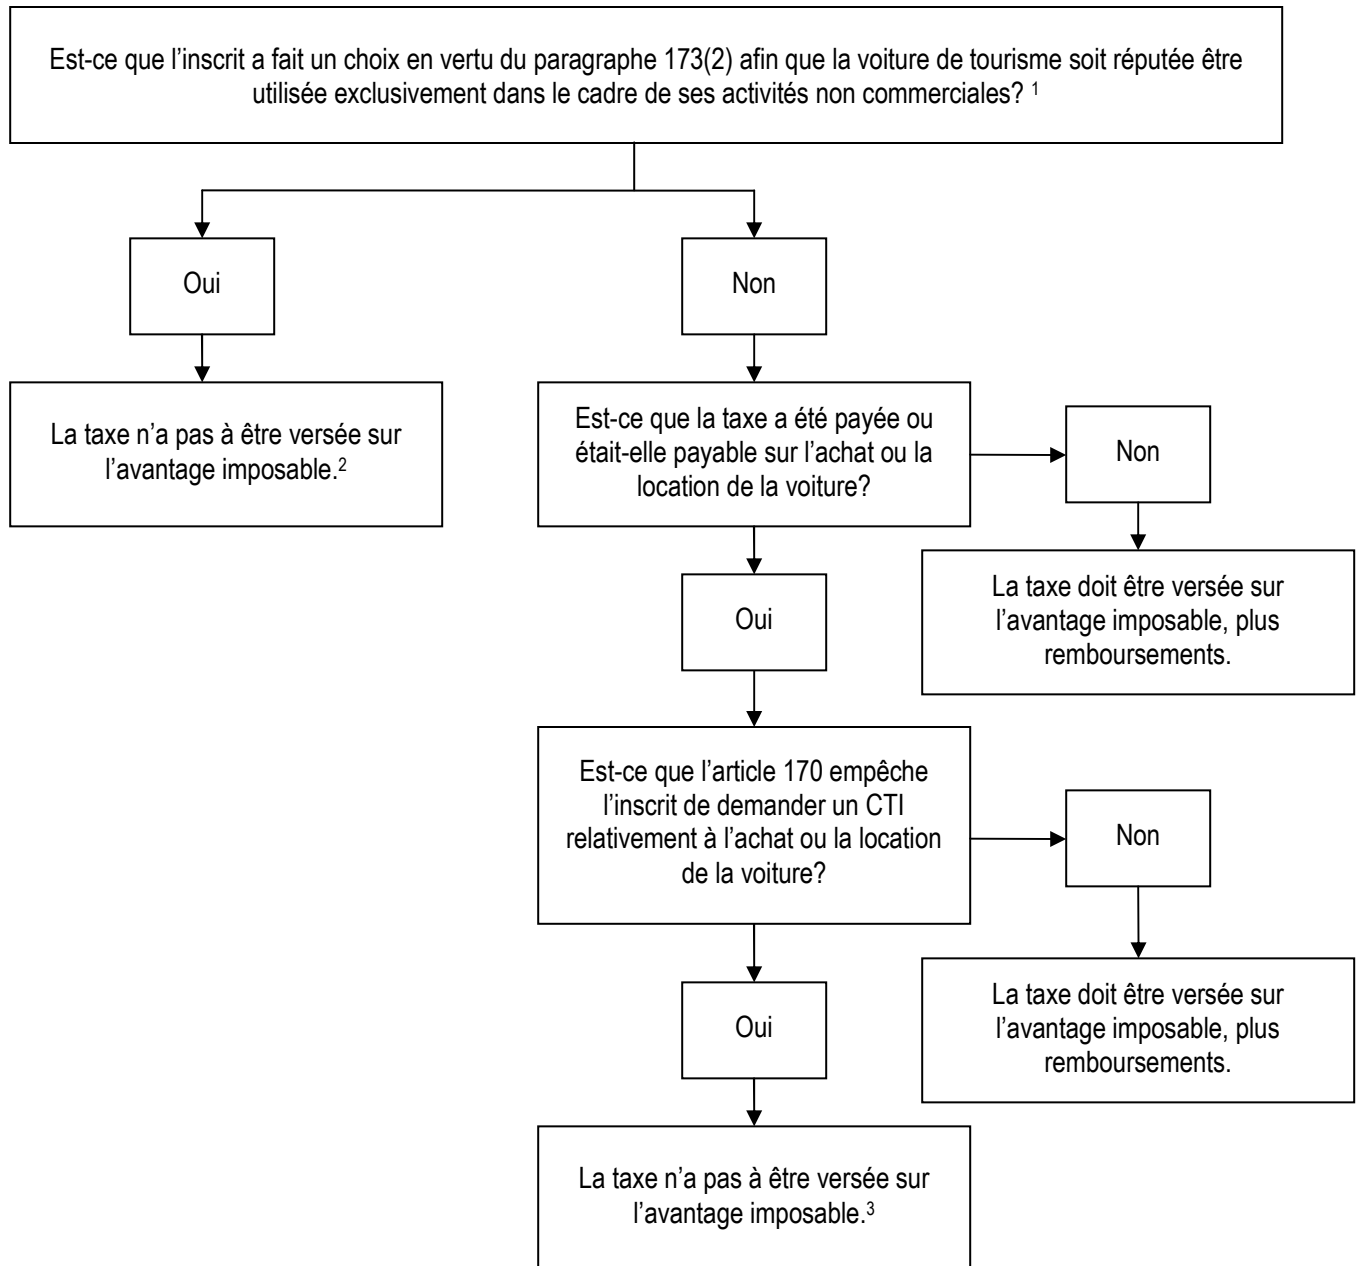 Est-ce que l’inscrit a fait un choix en vertu du paragraphe 173(2) afin que la voiture de tourisme soit réputée être
utilisée exclusivement dans le cadre de ses activités non commerciales? 1
Oui
Non
La taxe n’a pas à être versée sur
l’avantage imposable.2
Est-ce que la taxe a été payée ou
était-elle payable sur l’achat ou la
location de la voiture?
Non
Oui
La taxe doit être versée sur
l’avantage imposable, plus
remboursements.
Est-ce que l’article 170 empêche
l’inscrit de demander un CTI
relativement à l’achat ou la location
de la voiture?
Non
Oui
La taxe doit être versée sur
l’avantage imposable, plus
remboursements.
La taxe n’a pas à être versée sur
l’avantage imposable.3